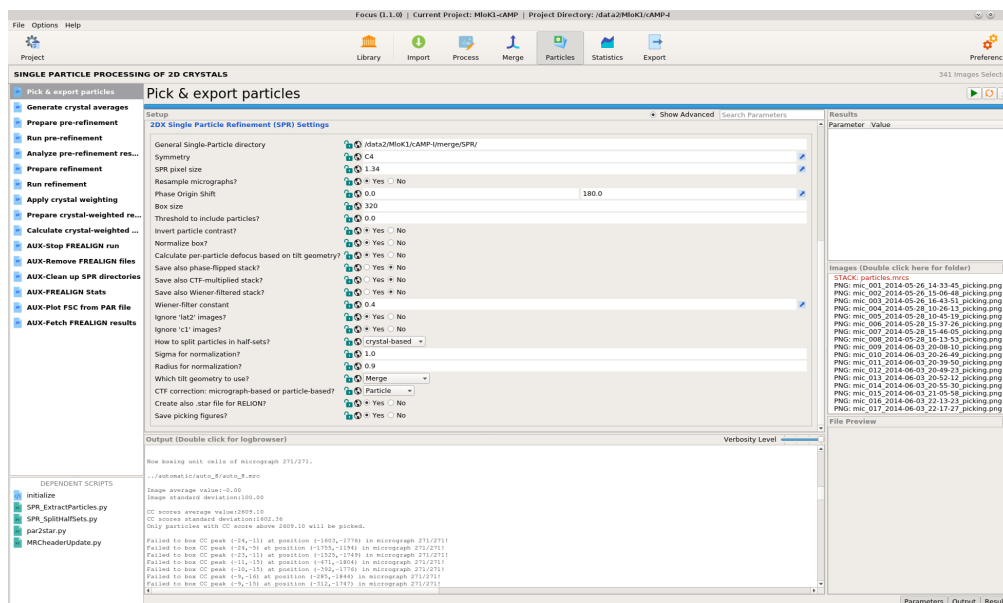 Focus (1.1.0) | Current Project: MloK1-cAMP | Project Directory: /data2/MloK1/cAMP-I
File Options Help
Project Library Import Process Merge Particles Statistics Export Preferenc
SINGLE PARTICLE PROCESSING OF 2D CRYSTALS 341 Images Select
Pick & export particles
Generate crystal averages
Prepare pre-refinement
Run pre-refinement
Analyze pre-refinement res...
Prepare refinement
Run refinement
Apply crystal weighting
Prepare crystal-weighted re...
Calculate crystal-weighted ...
AUX-Stop FREALIGN run
AUX-Remove FREALIGN files
AUX-Clean up SPR directories
AUX-FREALIGN Stats
AUX-Plot FSC from PAR file
AUX-Fetch FREALIGN results
DEPENDENT SCRIPTS
initialize
SPR_ExtractParticles.py
SPR_SplitHalfSets.py
par2star.py
MRCheaderUpdate.py
Pick & export particles
Setup Show Advanced Search Parameters
2DX Single Particle Refinement (SPR) Settings
General Single-Particle directory /data2/MloK1/cAMP-I/merge/SPR/
Symmetry C4
SPR pixel size 1.34
Resample micrographs? Yes No
Phase Origin Shift 0.0 180.0
Box size 320
Threshold to include particles? 0.0
Invert particle contrast? Yes No
Normalize box? Yes No
Calculate per-particle defocus based on tilt geometry? Yes No
Save also phase-flipped stack? Yes No
Save also CTF-multiplied stack? Yes No
Save also Wiener-filtered stack? Yes No
Wiener-filter constant 0.4
Ignore 'lat2' images? Yes No
Ignore 'c1' images? Yes No
How to split particles in half-sets? crystal-based
Sigma for normalization? 1.0
Radius for normalization? 0.9
Which tilt geometry to use? Merge
CTF correction: micrograph-based or particle-based? Particle
Create also .star file for RELION? Yes No
Save picking figures? Yes No
Output (Double click for logbrowser) Verbosity Level
Now boxing unit cells of micrograph 271/271.
../automatic/auto_8/auto_8.mrc
Image average value:-0.00
Image standard deviation:100.00
CC scores average value:2609.10
CC scores standard deviation:1602.36
Only particles with CC score above 2609.10 will be picked.
Failed to box CC peak (-24,-11) at position (-1603,-1776) in micrograph 271/271!
Failed to box CC peak (-24,-5) at position (-1755,-1194) in micrograph 271/271!
Failed to box CC peak (-23,-11) at position (-1525,-1749) in micrograph 271/271!
Failed to box CC peak (-11,-15) at position (-471,-1804) in micrograph 271/271!
Failed to box CC peak (-10,-15) at position (-392,-1776) in micrograph 271/271!
Failed to box CC peak (-9,-16) at position (-285,-1844) in micrograph 271/271!
Failed to box CC peak (-9,-15) at position (-312,-1747) in micrograph 271/271!
Results
Parameter Value
Images (Double click here for folder)
STACK: particles.mrcs
PNG: mic_001_2014-05-26_14-33-45_picking.png
PNG: mic_002_2014-05-26_15-06-48_picking.png
PNG: mic_003_2014-05-26_16-43-51_picking.png
PNG: mic_004_2014-05-28_10-26-13_picking.png
PNG: mic_005_2014-05-28_10-45-19_picking.png
PNG: mic_006_2014-05-28_15-37-26_picking.png
PNG: mic_007_2014-05-28_15-46-05_picking.png
PNG: mic_008_2014-05-28_16-13-53_picking.png
PNG: mic_009_2014-06-03_20-08-10_picking.png
PNG: mic_010_2014-06-03_20-26-49_picking.png
PNG: mic_011_2014-06-03_20-39-50_picking.png
PNG: mic_012_2014-06-03_20-49-23_picking.png
PNG: mic_013_2014-06-03_20-52-12_picking.png
PNG: mic_014_2014-06-03_20-55-30_picking.png
PNG: mic_015_2014-06-03_21-05-58_picking.png
PNG: mic_016_2014-06-03_22-13-23_picking.png
PNG: mic_017_2014-06-03_22-17-27_picking.png
File Preview
Parameters Output Resul